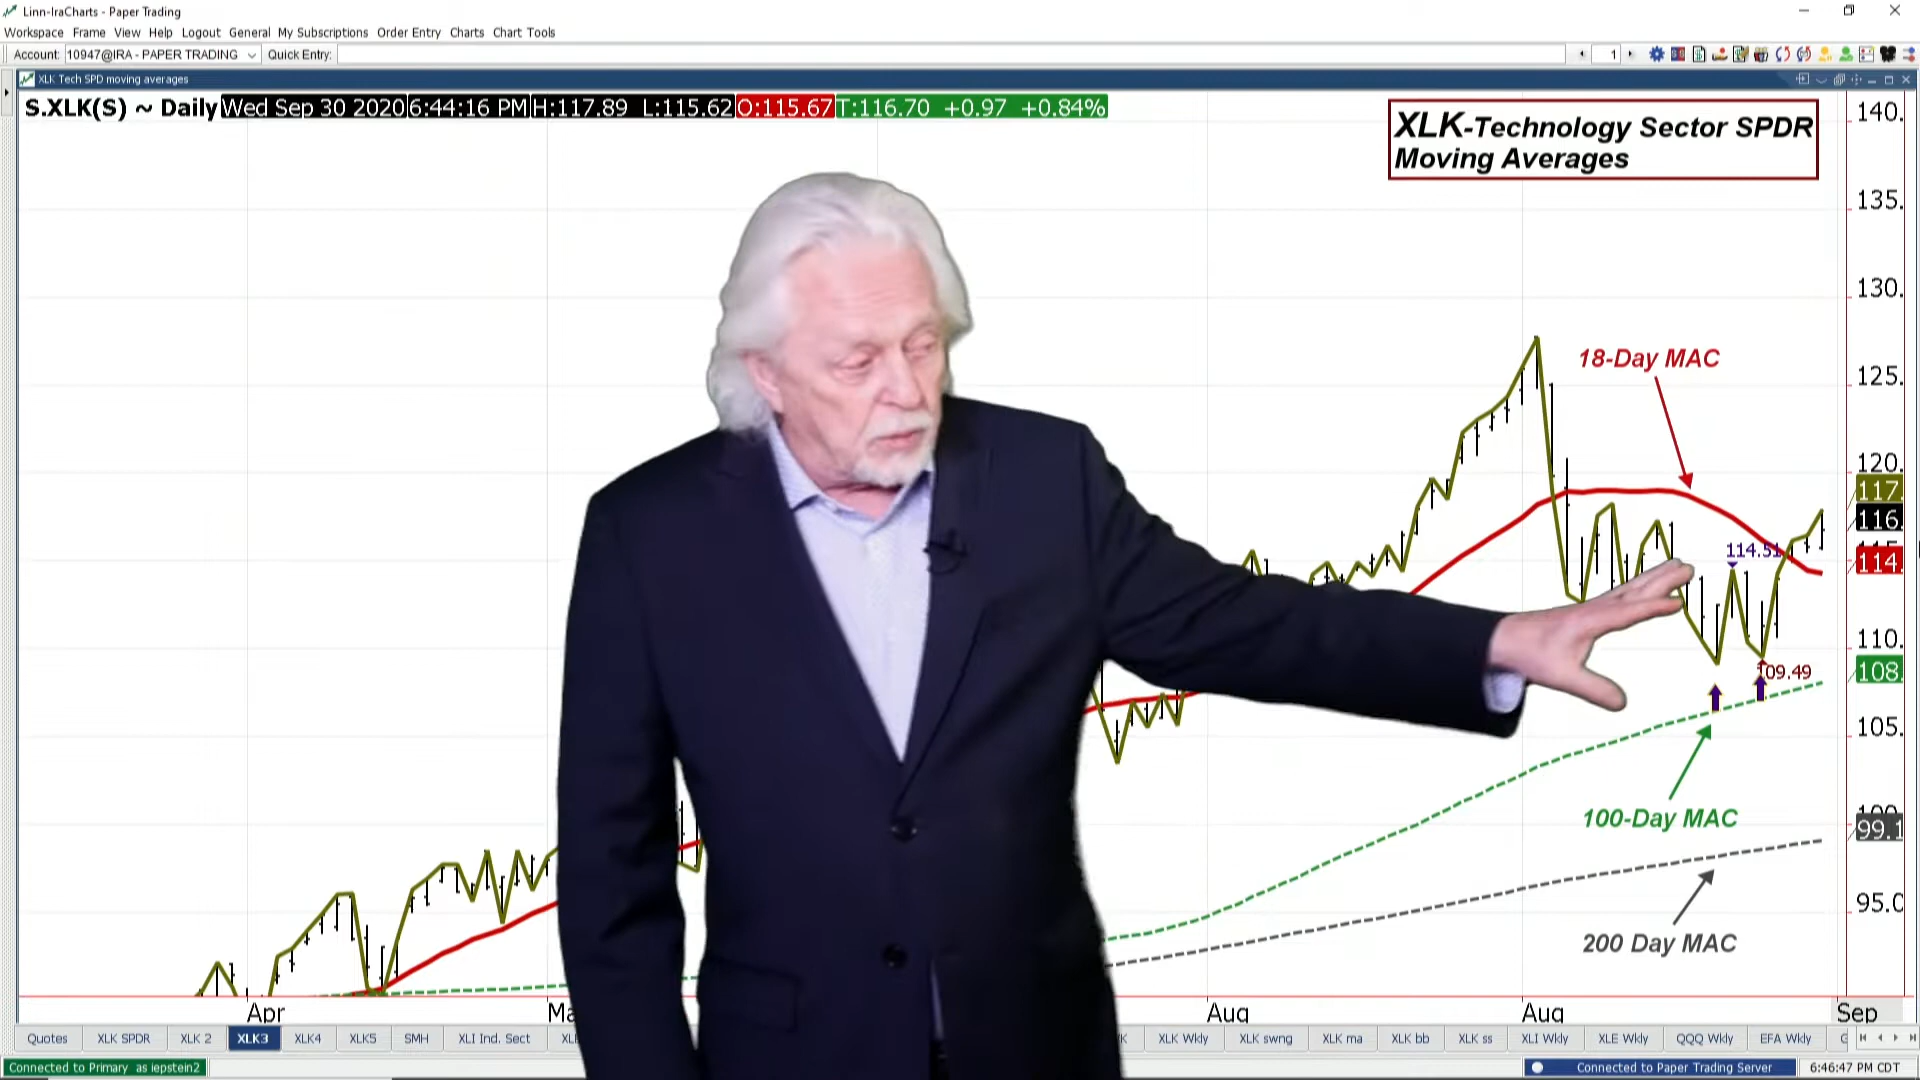 Linn-IraCharts - Paper Trading
Workspace Frame View Help Logout General My Subscriptions Order Entry Charts Chart Tools
Account: 10947@IRA - PAPER TRADING Quick Entry: 1
XLK Tech SPD moving averages
S.XLK(S) ~ Daily Wed Sep 30 2020 6:44:16 PM H:117.89 L:115.62 O:115.67 T:116.70 +0.97 +0.84%
XLK-Technology Sector SPDR
Moving Averages
140.
135.
130.
125.
120.
117.
116.
114.
110.
108.
105.
99.1
95.0
18-Day MAC
114.51
109.49
100-Day MAC
200 Day MAC
Apr Aug Aug Sep
Quotes XLK SPDR XLK 2 XLK3 XLK4 XLK5 SMH XLI Ind. Sect XLK Wkly XLK swng XLK ma XLK bb XLK ss XLI Wkly XLE Wkly QQQ Wkly EFA Wkly
Connected to Primary as iepstein2 Connected to Paper Trading Server 6:46:47 PM CDT